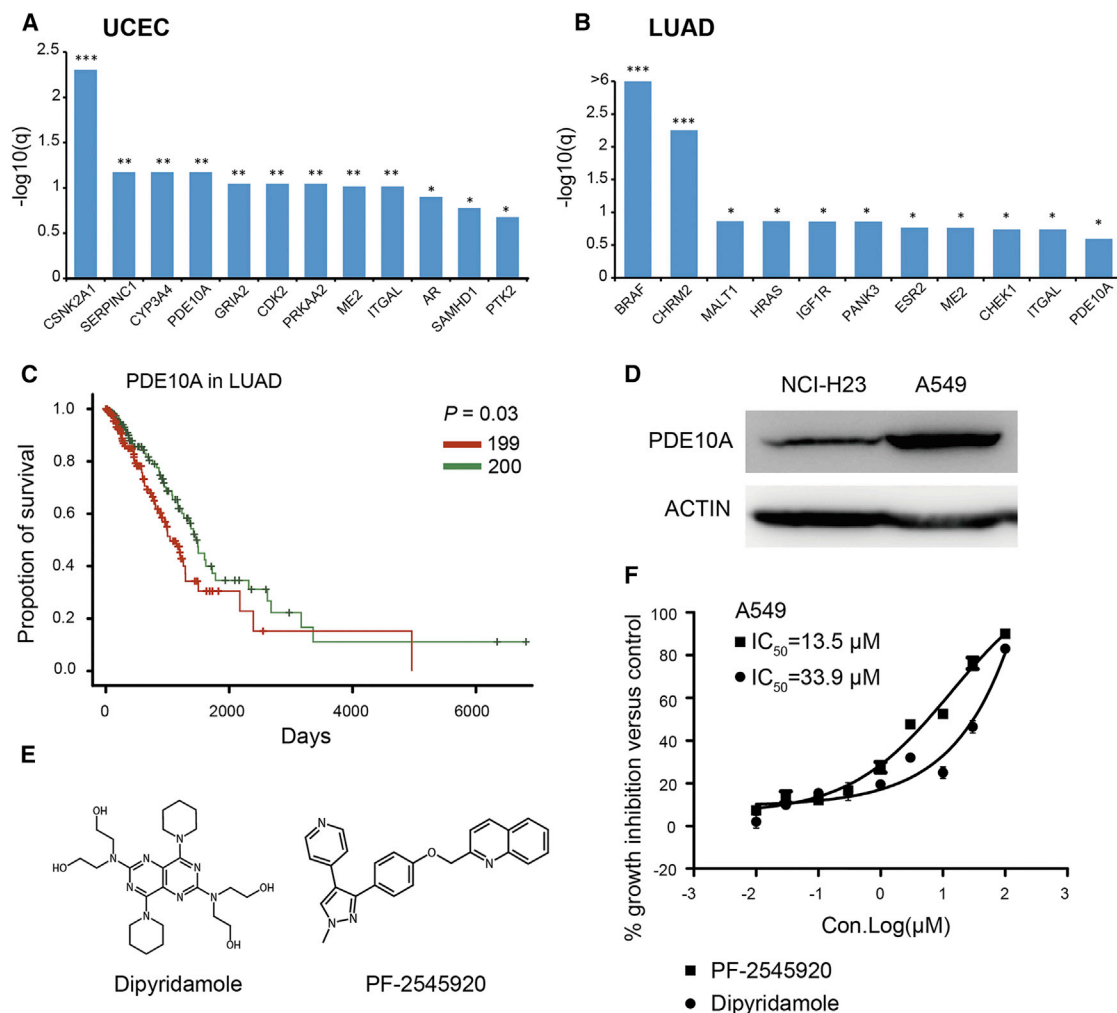 A UCEC
-log10(q)
2.5
2
1.5
1
0.5
0
***
**
**
**
**
**
**
**
**
*
*
*
CSNK2A1
SERPINC1
CYP3A4
PDE10A
GRIA2
CDK2
PRKAA2
ME2
ITGAL
AR
SAMHD1
PTK2
B LUAD
-log10(q)
>6
2.5
2
1.5
1
0.5
0
***
***
*
*
*
*
*
*
*
*
*
BRAF
CHRM2
MALT1
HRAS
IGF1R
PANK3
ESR2
ME2
CHEK1
ITGAL
PDE10A
C
PDE10A in LUAD
Propotion of survival
1.0
0.8
0.6
0.4
0.2
0.0
P = 0.03
199
200
0 2000 4000 6000
Days
D
NCI-H23 A549
PDE10A
ACTIN
E
OH
HO
N
N
N
N
N
N
N
N
OH
OH
Dipyridamole
N
N
N
O
N
PF-2545920
F
A549
IC50=13.5 µM
IC50=33.9 µM
% growth inhibition versus control
100
80
60
40
20
0
-20
-3 -2 -1 0 1 2 3
Con.Log(µM)
PF-2545920
Dipyridamole